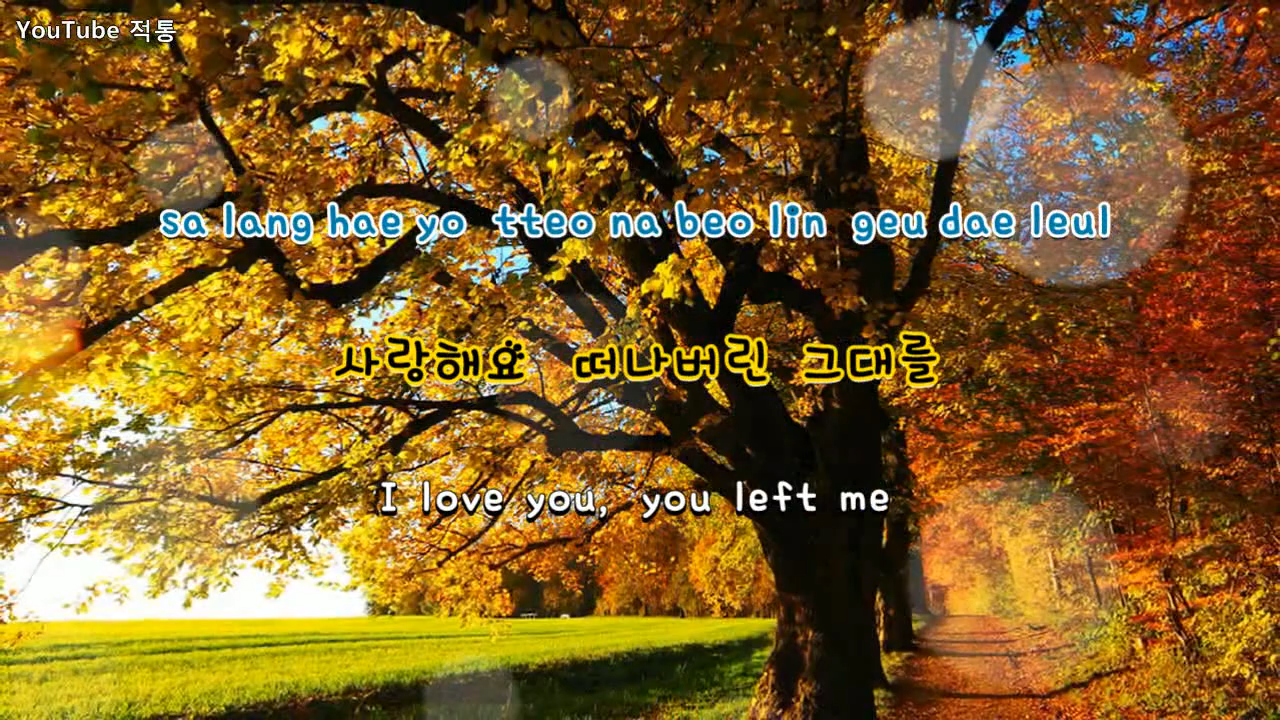 YouTube 적통
sa lang hae yo tteo na beo lin geu dae leul
사랑해요 떠나버린 그대를
I love you, you left me